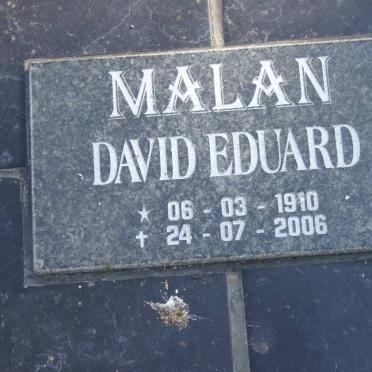 MALAN
DAVID EDUARD
★ 06 - 03 - 1910
✝ 24 - 07 - 2006